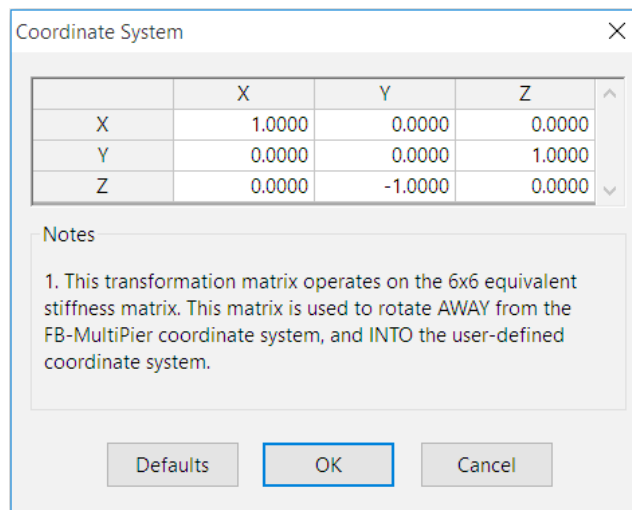 Coordinate System
X Y Z
X 1.0000 0.0000 0.0000
Y 0.0000 0.0000 1.0000
Z 0.0000 -1.0000 0.0000
Notes
1. This transformation matrix operates on the 6x6 equivalent
stiffness matrix. This matrix is used to rotate AWAY from the
FB-MultiPier coordinate system, and INTO the user-defined
coordinate system.
Defaults OK Cancel